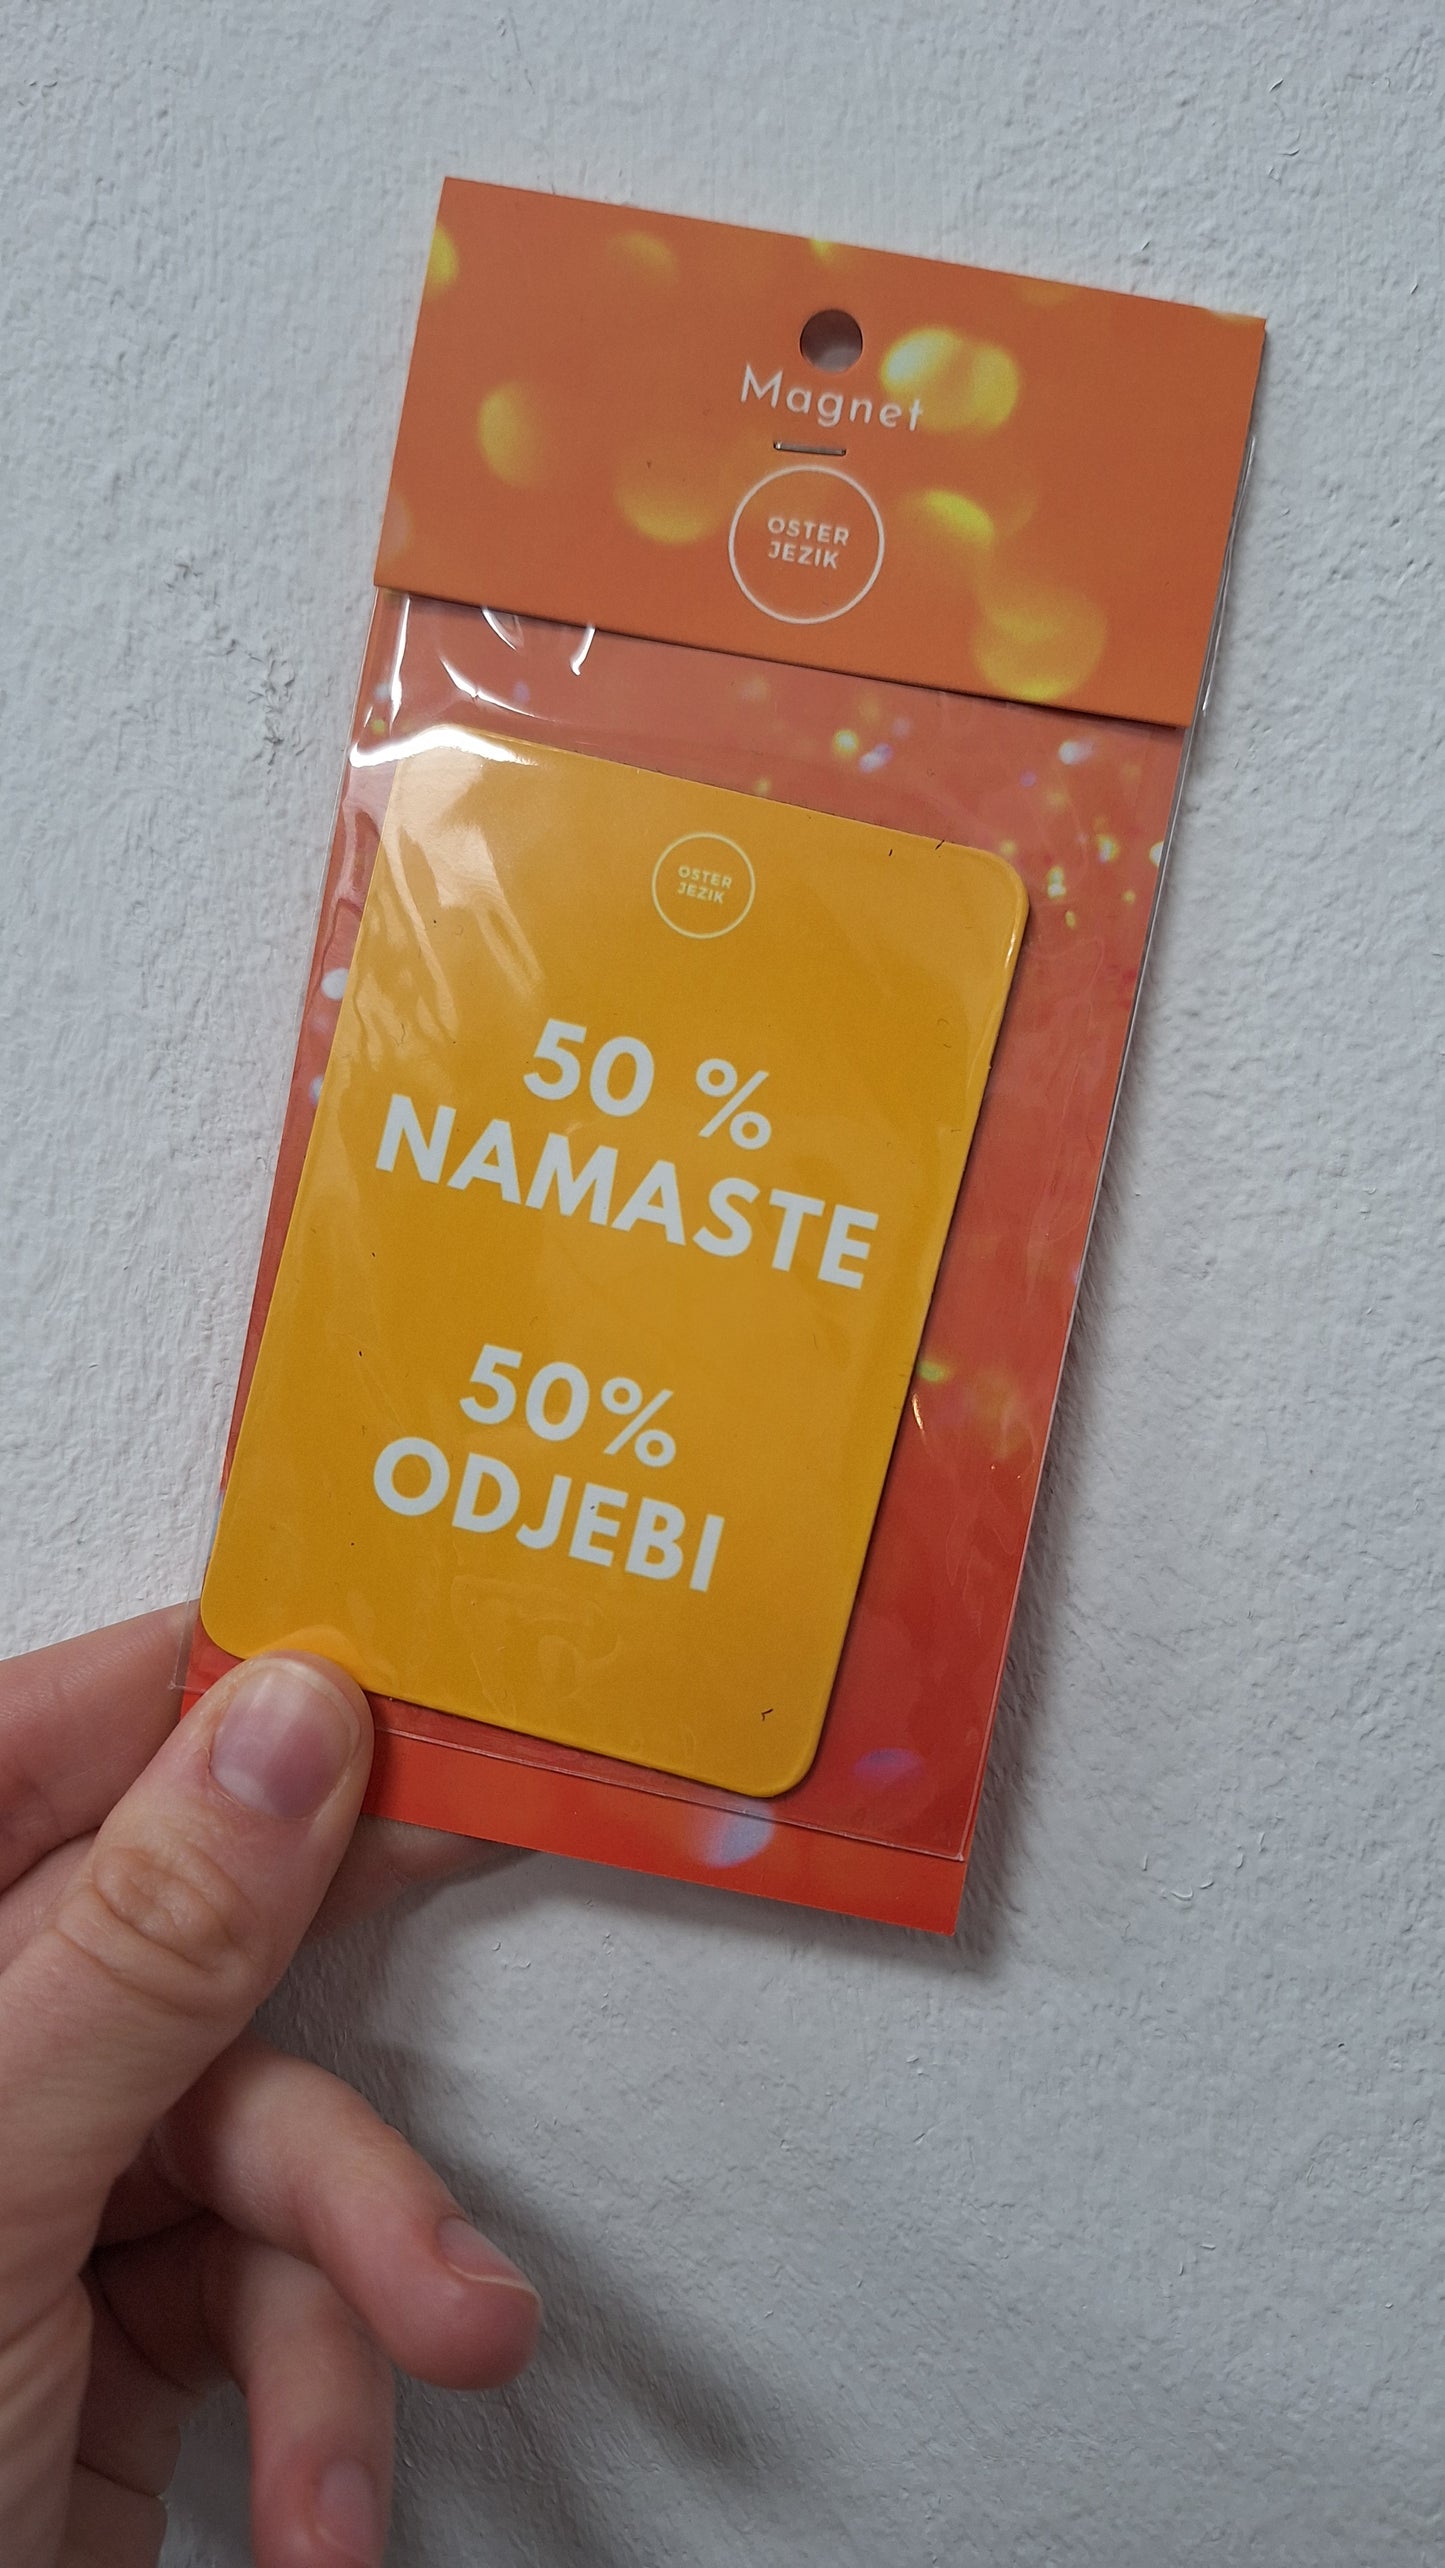 Magnet
OSTER
JEZIK
OSTER
JEZIK
50 %
NAMASTE
50%
ODJEBI